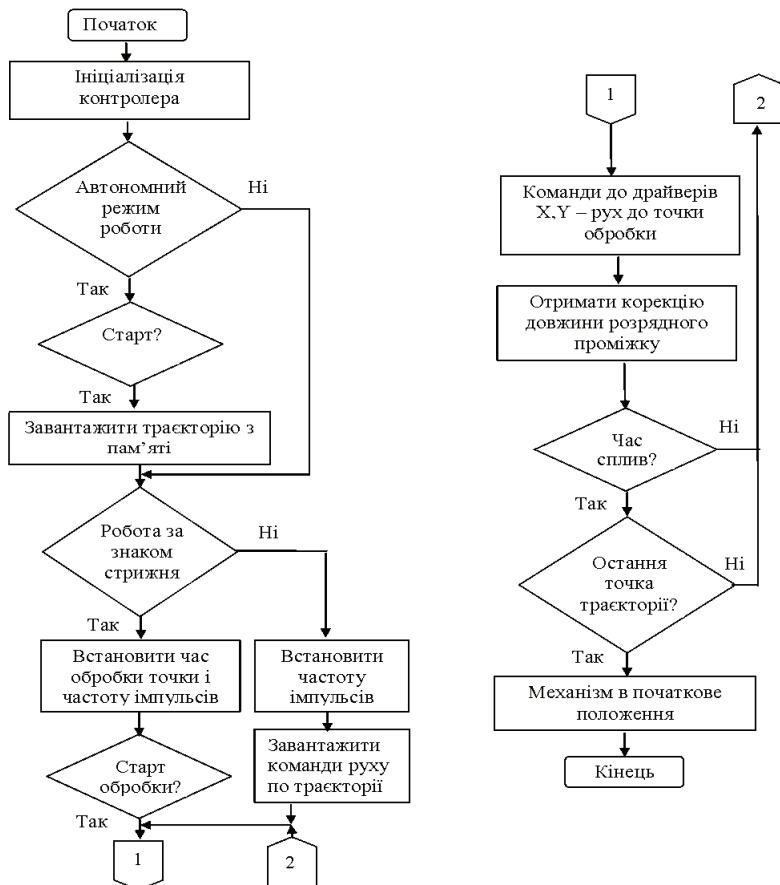 Початок
Ініціалізація
контролера
Автономний
режим
роботи
Ні
Так
Старт?
Так
Завантажити траєкторію з
пам’яті
Робота за
знаком
стрижня
Ні
Так
Встановити час
обробки точки і
частоту імпульсів
Встановити
частоту
імпульсів
Старт
обробки?
Завантажити
команди руху
по траєкторії
Так
1
2
1
2
Команди до драйверів
X,Y – рух до точки
обробки
Отримати корекцію
довжини розрядного
проміжку
Час
сплив?
Ні
Так
Остання
точка
траєкторії?
Ні
Так
Механізм в початкове
положення
Кінець